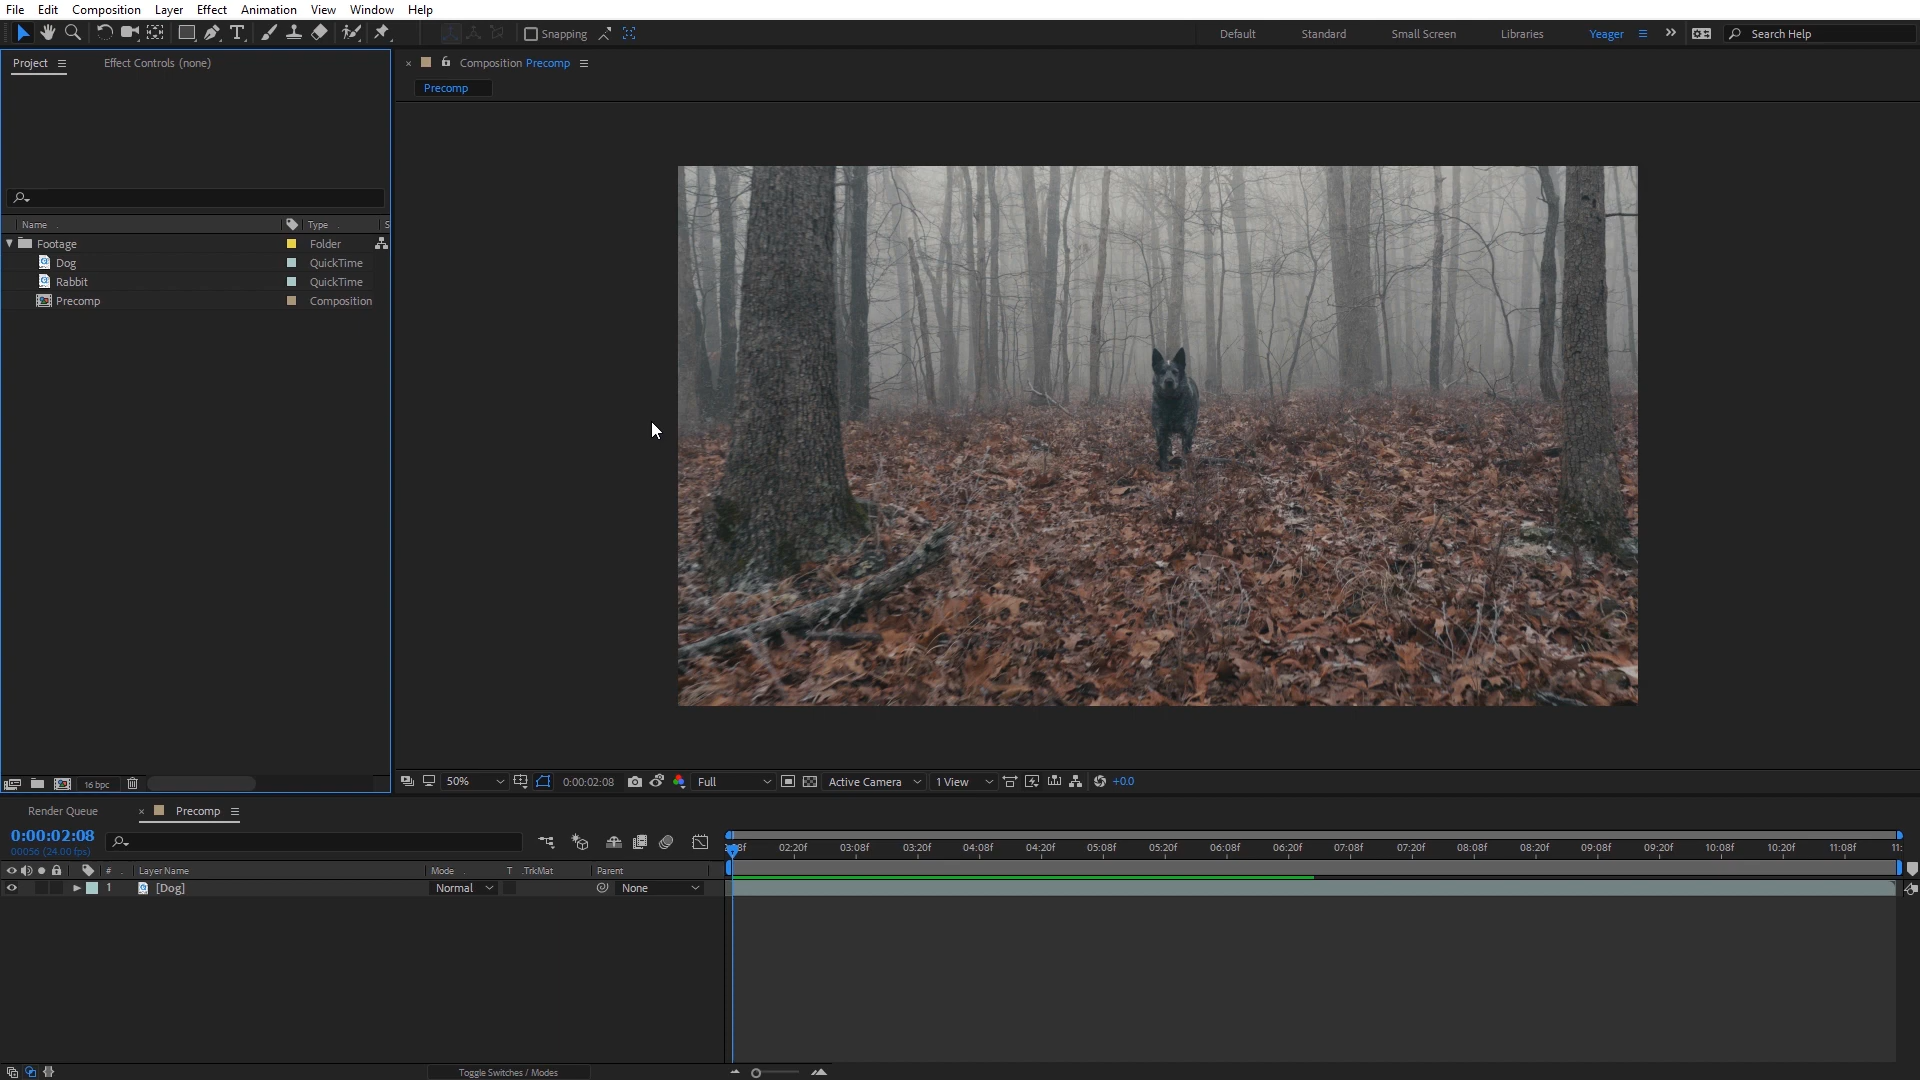 File Edit Composition Layer Effect Animation View Window Help
Snapping Default Standard Small Screen Libraries Yeager Search Help
Project Effect Controls (none) Composition Precomp
Precomp
Name Type S
Footage Folder
Dog QuickTime
Rabbit QuickTime
Precomp Composition
16 bpc 50% 0:00:02:08 Full Active Camera 1 View +0.0
Render Queue Precomp
0:00:02:08
00056 (24.00 fps) 02:20f 03:08f 03:20f 04:08f 04:20f 05:08f 05:20f 06:08f 06:20f 07:08f 07:20f 08:08f 08:20f 09:08f 09:20f 10:08f 10:20f 11:08f 11:
# Layer Name Mode T .TrkMat Parent
1 [Dog] Normal None
Toggle Switches / Modes